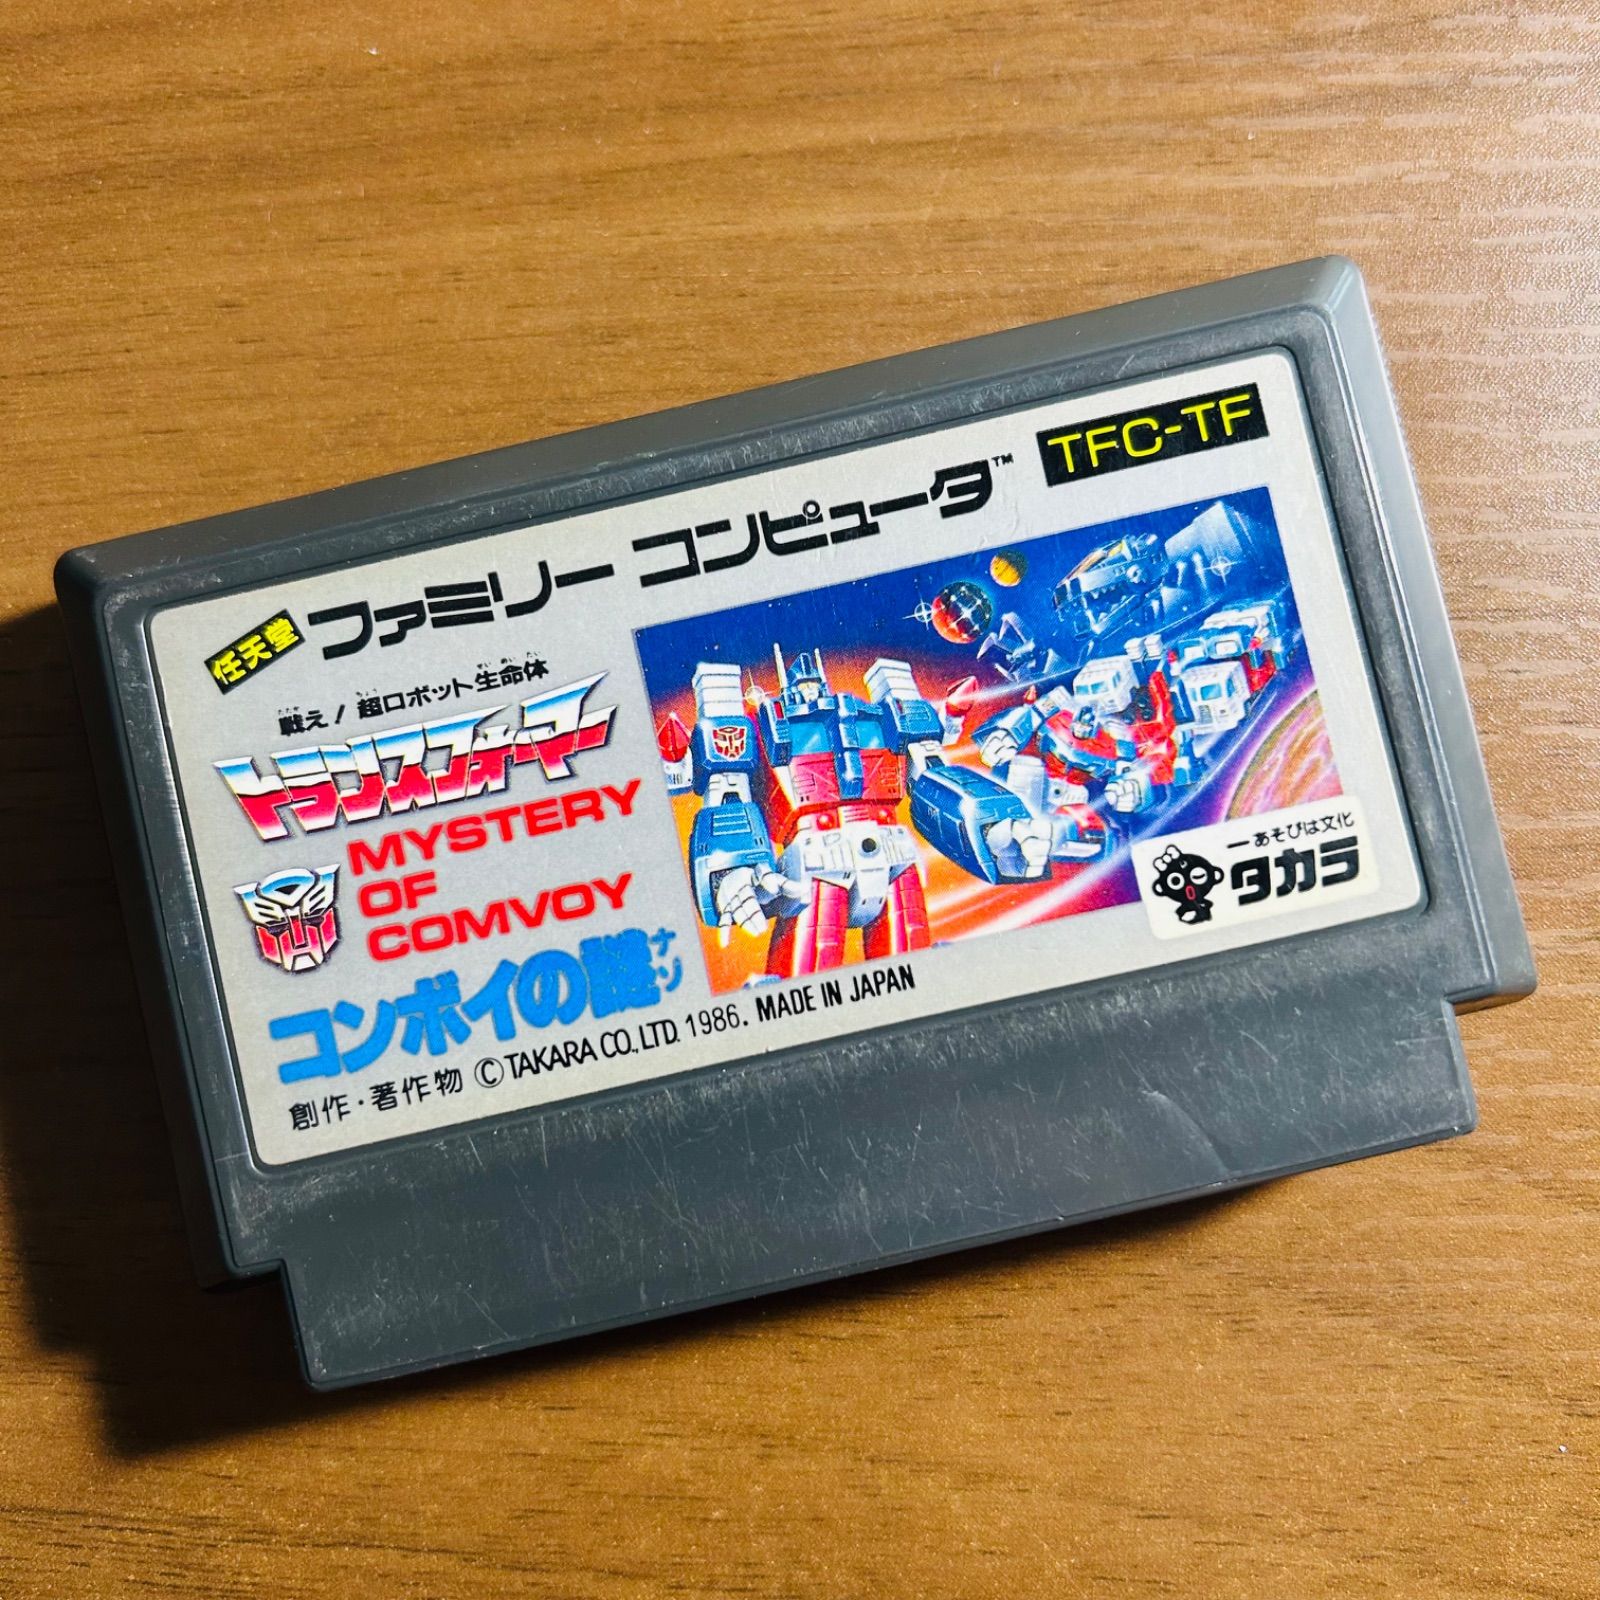 TFC-TF
任天堂 ファミリー コンピュータ™
戦え！超ロボット生命体
トランスフォーマー
MYSTERY
OF
COMVOY
コンボイの謎
ナゾ
創作・著作物 ©TAKARA CO., LTD. 1986. MADE IN JAPAN
ーあそびは文化
タカラ